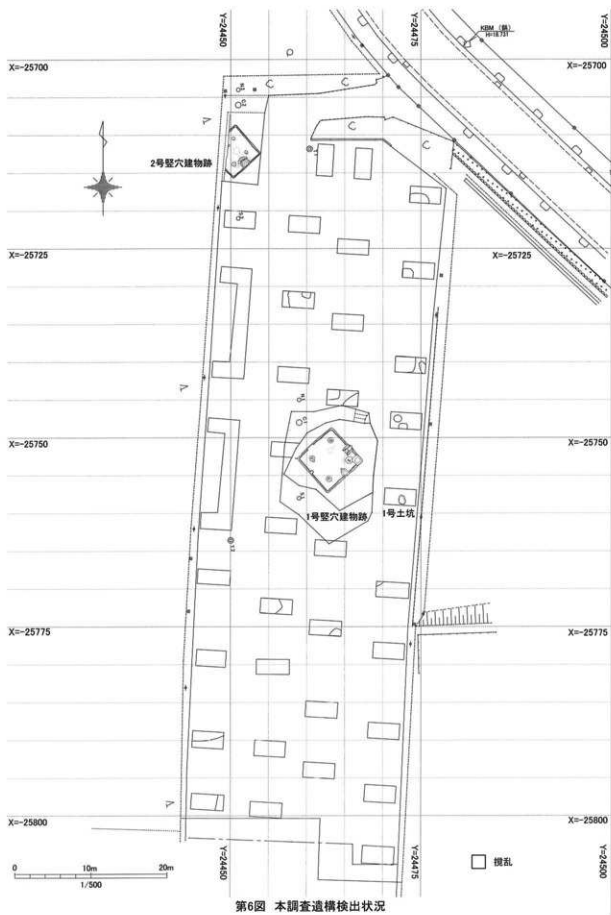 Y=24450
Y=24475
Y=24500
KBM (鋲)
H=18.731
X=-25700
X=-25700
2号竪穴建物跡
X=-25725
X=-25725
X=-25750
X=-25750
1号竪穴建物跡
1号土坑
X=-25775
X=-25775
X=-25800
X=-25800
Y=24450
Y=24475
Y=24500
0 10m 20m
1/500
撹乱
第6図 本調査遺構検出状況